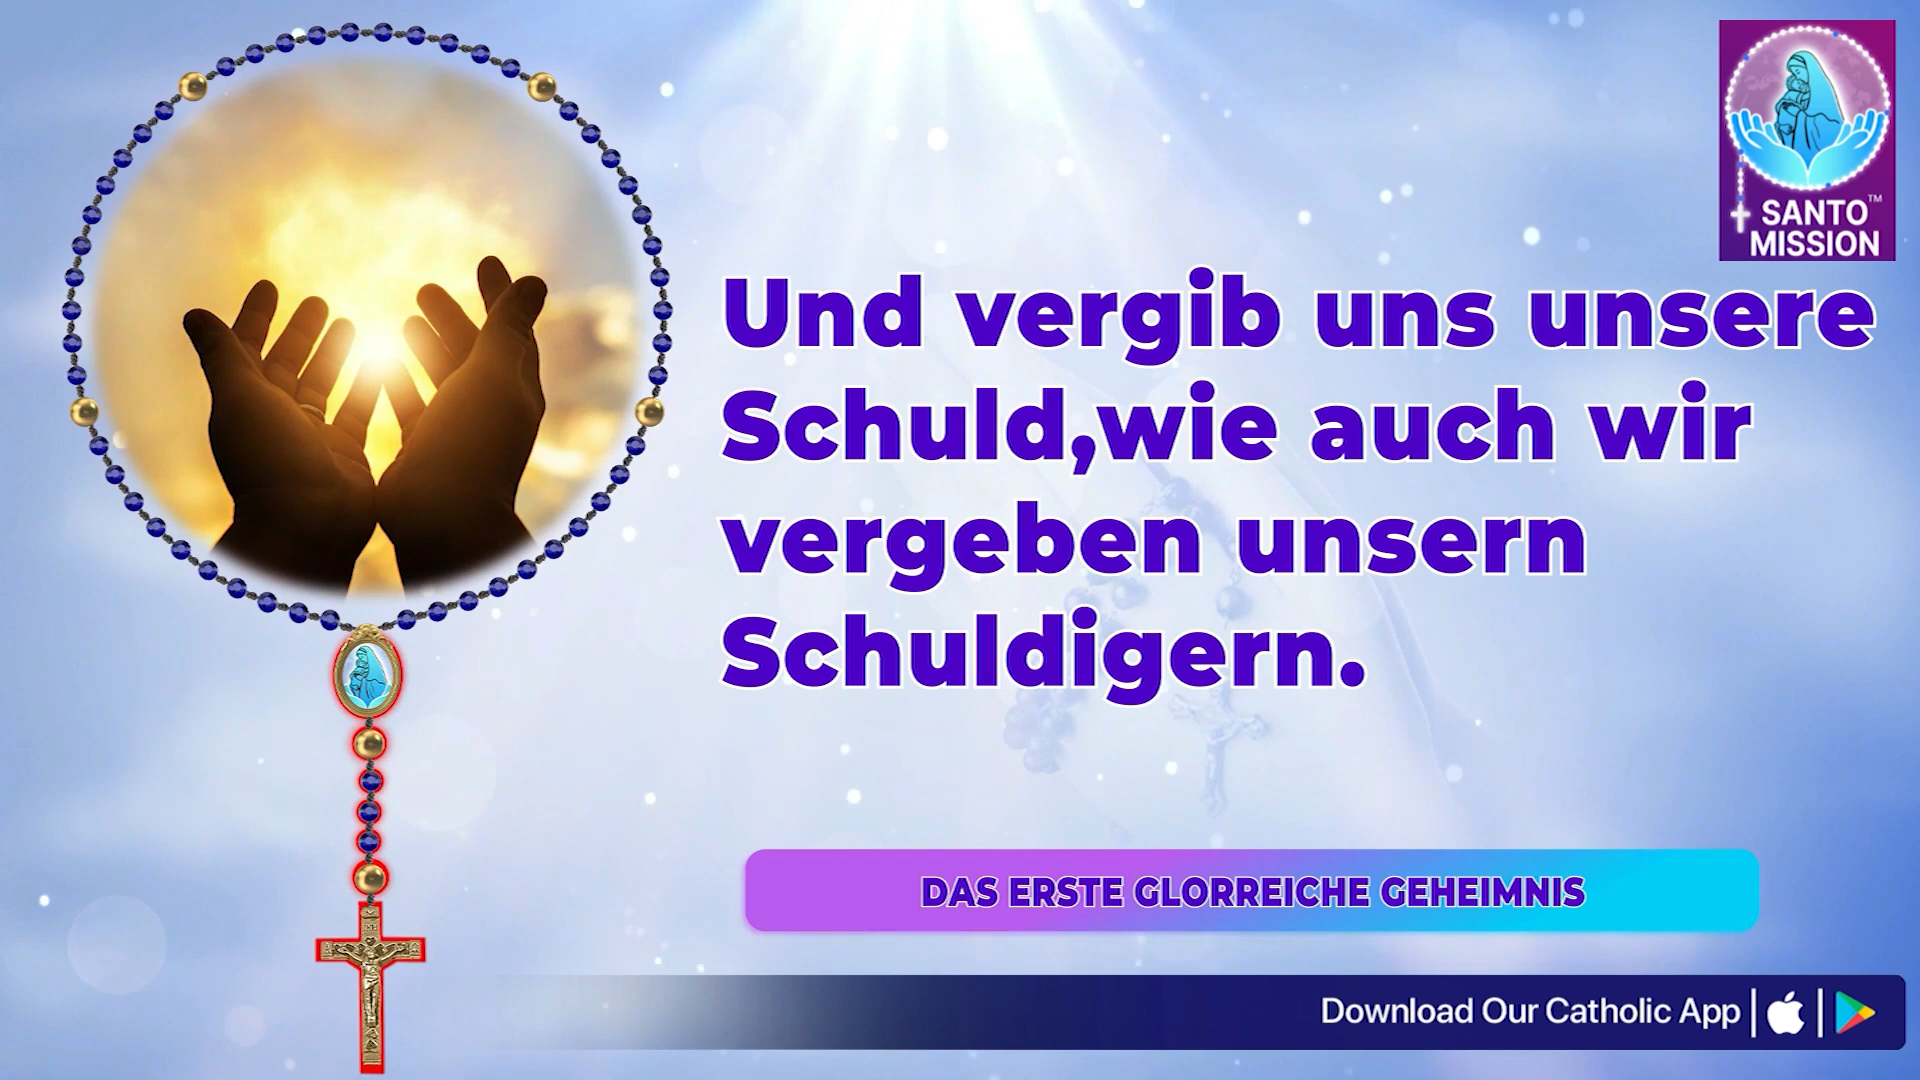 SANTO™
MISSION
Und vergib uns unsere
Schuld,wie auch wir
vergeben unsern
Schuldigern.
DAS ERSTE GLORREICHE GEHEIMNIS
Download Our Catholic App